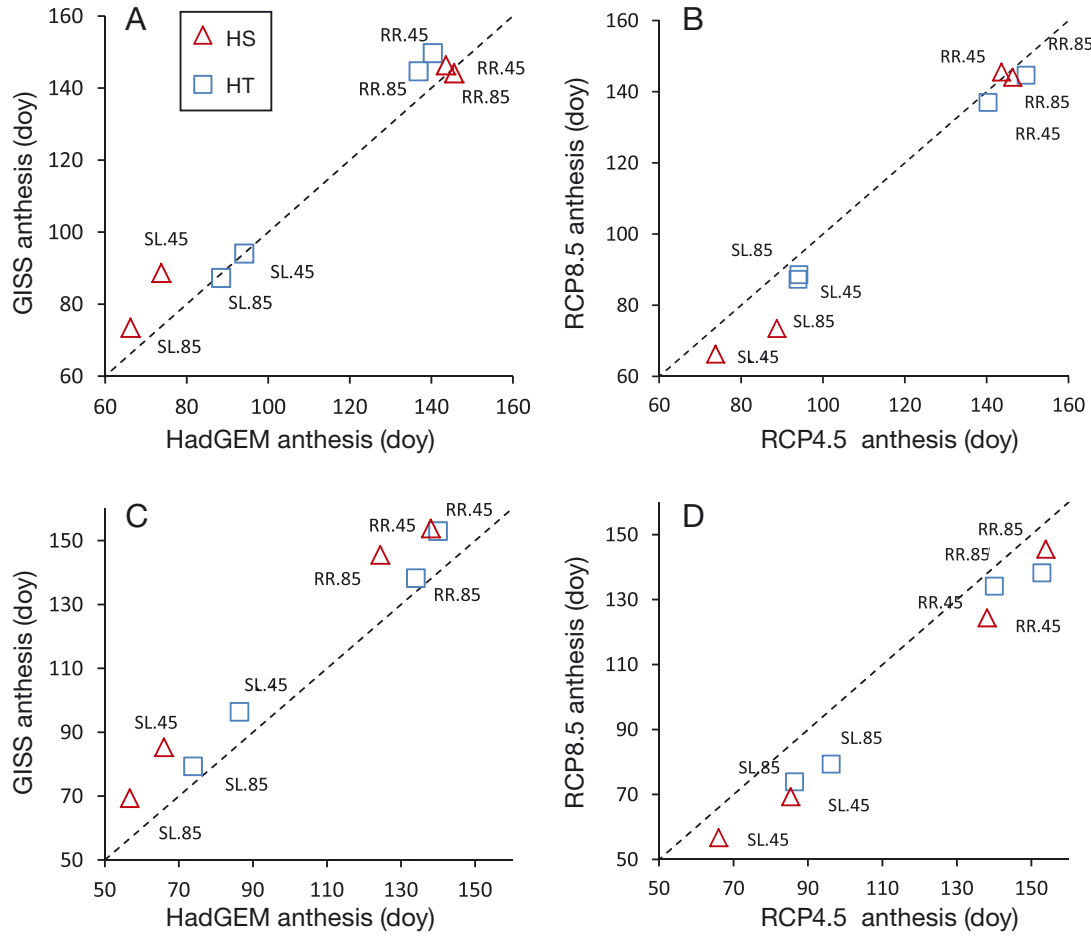 A
HS
HT
160
140
120
100
80
60
GISS anthesis (doy)
RR.45
RR.85
RR.45
RR.85
SL.45
SL.45
SL.85
SL.85
60 80 100 120 140 160
HadGEM anthesis (doy)
B
160
140
120
100
80
60
RCP8.5 anthesis (doy)
RR.85
RR.45
RR.85
RR.45
SL.85
SL.45
SL.85
SL.45
60 80 100 120 140 160
RCP4.5 anthesis (doy)
C
150
130
110
90
70
50
GISS anthesis (doy)
RR.45
RR.45
RR.85
RR.85
SL.45
SL.45
SL.85
SL.85
50 70 90 110 130 150
HadGEM anthesis (doy)
D
150
130
110
90
70
50
RCP8.5 anthesis (doy)
RR.85
RR.85
RR.45
RR.45
SL.85
SL.85
SL.45
SL.45
50 70 90 110 130 150
RCP4.5 anthesis (doy)